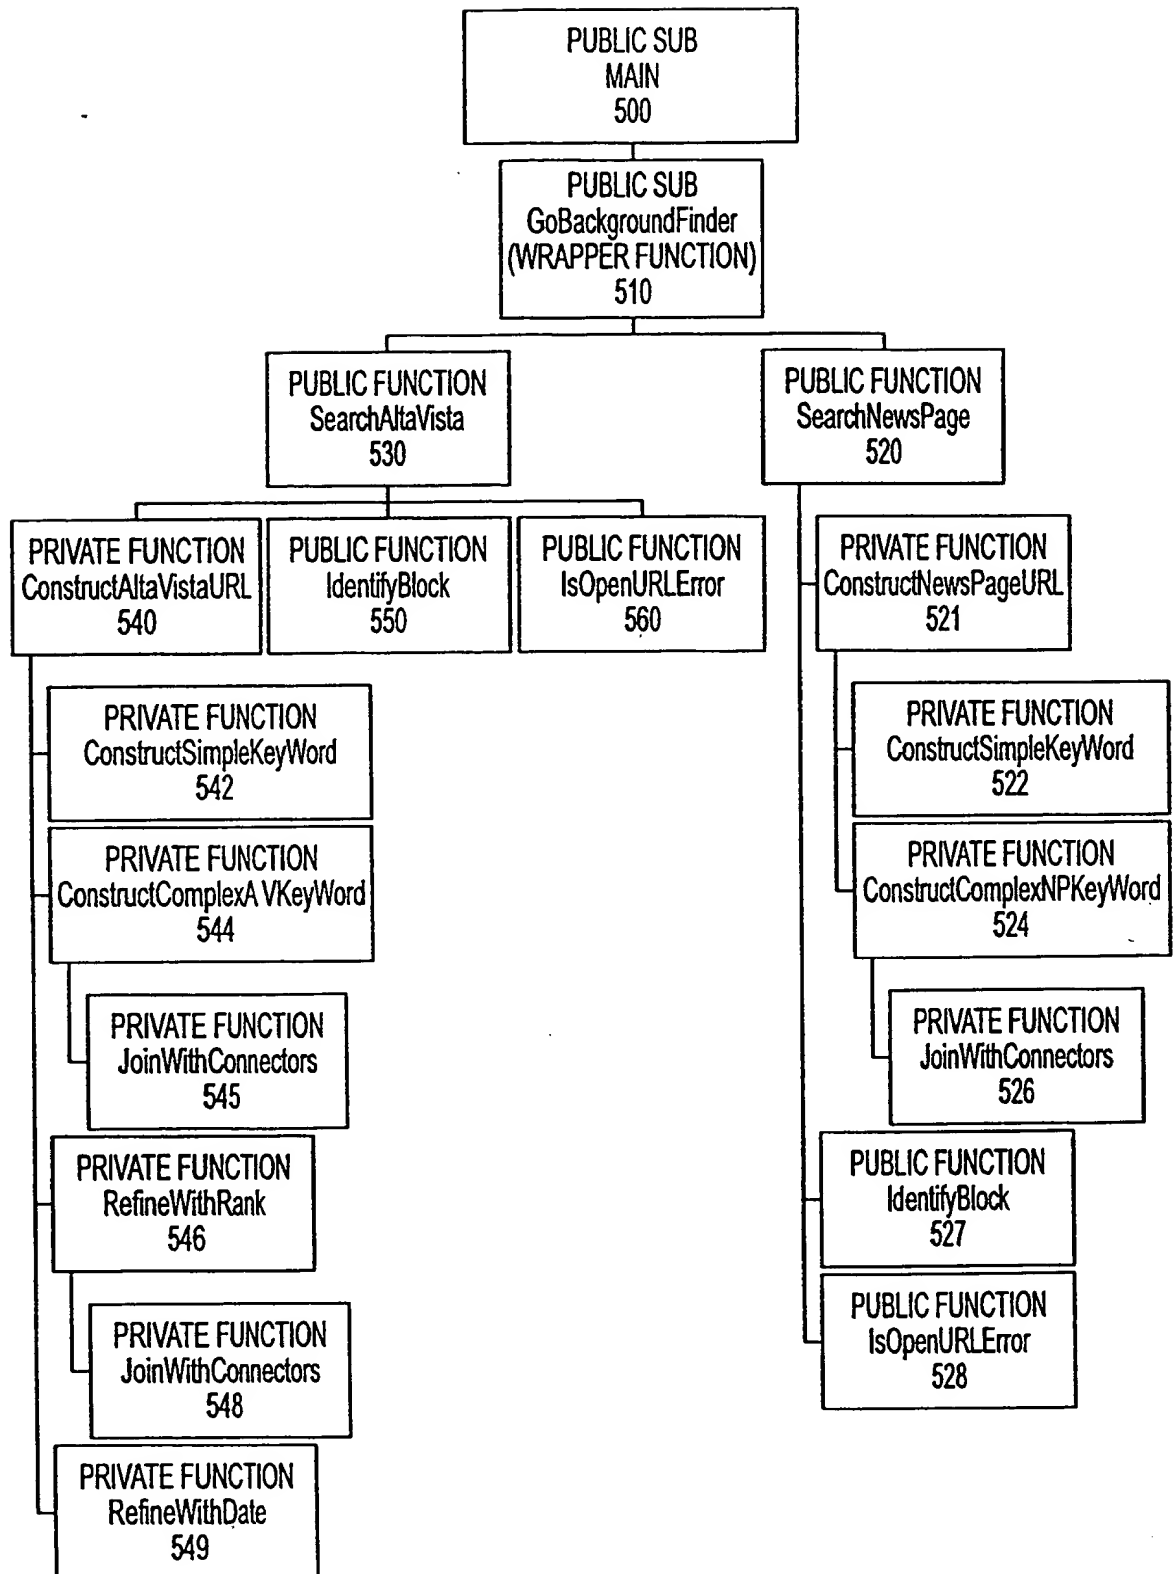 PUBLIC SUB
MAIN
500
PUBLIC SUB
GoBackgroundFinder
(WRAPPER FUNCTION)
510
PUBLIC FUNCTION
SearchAltaVista
530
PUBLIC FUNCTION
SearchNewsPage
520
PRIVATE FUNCTION
ConstructAltaVistaURL
540
PUBLIC FUNCTION
IdentifyBlock
550
PUBLIC FUNCTION
IsOpenURLError
560
PRIVATE FUNCTION
ConstructNewsPageURL
521
PRIVATE FUNCTION
ConstructSimpleKeyWord
542
PRIVATE FUNCTION
ConstructSimpleKeyWord
522
PRIVATE FUNCTION
ConstructComplexA VKeyWord
544
PRIVATE FUNCTION
ConstructComplexNPKeyWord
524
PRIVATE FUNCTION
JoinWithConnectors
545
PRIVATE FUNCTION
JoinWithConnectors
526
PRIVATE FUNCTION
RefineWithRank
546
PUBLIC FUNCTION
IdentifyBlock
527
PRIVATE FUNCTION
JoinWithConnectors
548
PUBLIC FUNCTION
IsOpenURLError
528
PRIVATE FUNCTION
RefineWithDate
549